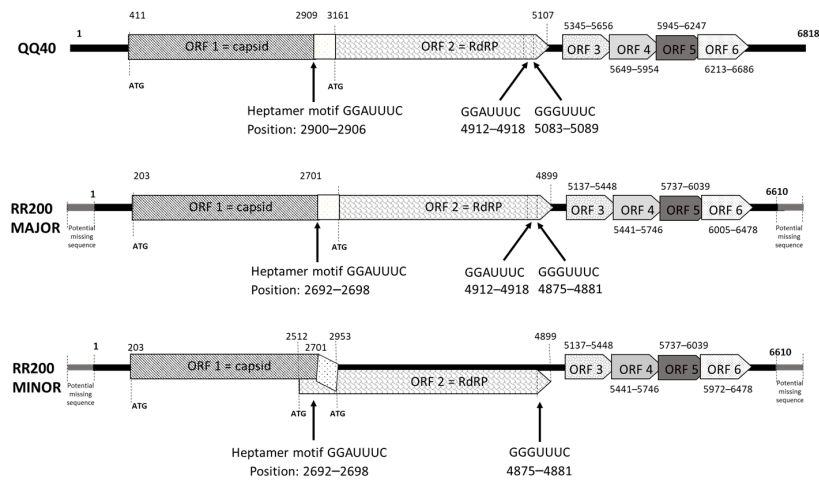 411 2909 3161 5107 5345–5656 5945–6247
1 6818
QQ40 ORF 1 = capsid ORF 2 = RdRP ORF 3 ORF 4 ORF 5 ORF 6
5649–5954 6213–6686
ATG ATG
Heptamer motif GGAUUUC GGAUUUC GGGUUUC
Position: 2900–2906 4912–4918 5083–5089
203 2701 4899 5137–5448 5737–6039
1 6610
RR200 ORF 1 = capsid ORF 2 = RdRP ORF 3 ORF 4 ORF 5 ORF 6
MAJOR
Potential
missing
sequence
5441–5746 6005–6478
Potential
missing
sequence
ATG ATG
Heptamer motif GGAUUUC GGAUUUC GGGUUUC
Position: 2692–2698 4912–4918 4875–4881
203 2512 2701 2953 4899 5137–5448 5737–6039
1 6610
RR200 ORF 1 = capsid ORF 2 = RdRP ORF 3 ORF 4 ORF 5 ORF 6
MINOR
Potential
missing
sequence
5441–5746 5972–6478
Potential
missing
sequence
ATG ATG ATG
Heptamer motif GGAUUUC GGGUUUC
Position: 2692–2698 4875–4881